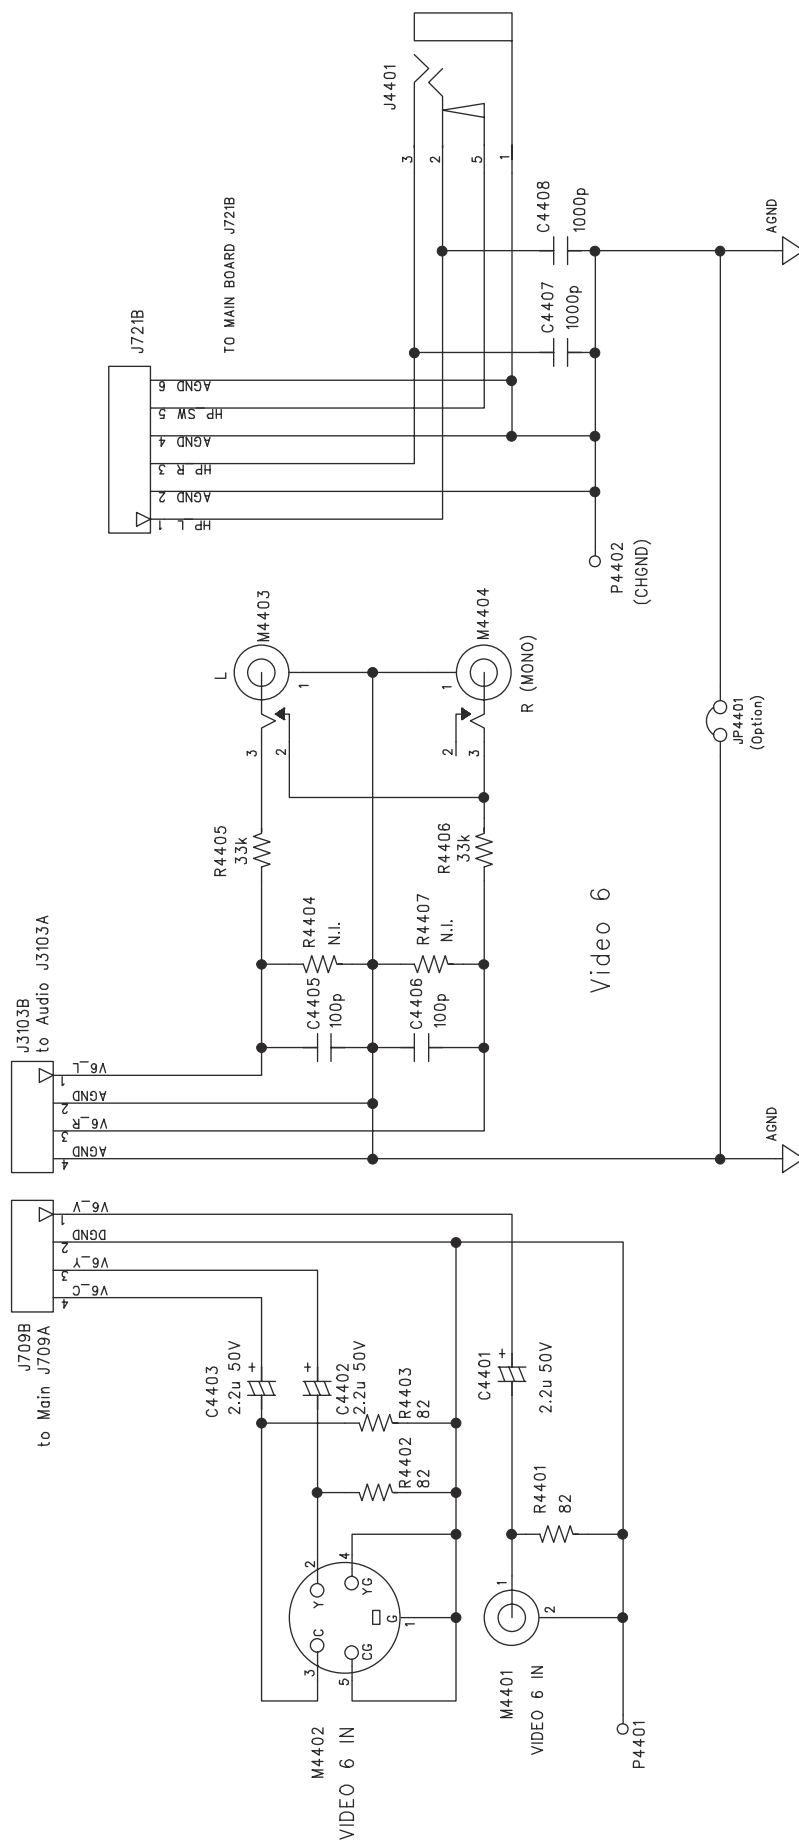 M4402
VIDEO 6 IN
3
C
2
Y
5
CG
4
YG
G
1
C4403
2.2u 50V
+
C4402
2.2u 50V
+
R4403
82
R4402
82
M4401
VIDEO 6 IN
1
2
R4401
82
C4401
2.2u 50V
+
P4401
J709B
to Main J709A
1 V6_V
2 DGND
3 V6_Y
4 V6_C
J3103B
to Audio J3103A
1 V6_L
2 AGND
3 V6_R
4 AGND
C4405
100p
R4404
N.I.
C4406
100p
R4407
N.I.
R4405
33k
R4406
33k
L
M4403
3
2
1
M4404
R (MONO)
1
2
3
Video 6
AGND
JP4401
(Option)
J721B
TO MAIN BOARD J721B
1 HP_L
2 AGND
3 HP_R
4 AGND
5 HP_SW
6 AGND
P4402
(CHGND)
C4407
1000p
C4408
1000p
AGND
J4401
3
2
5
1